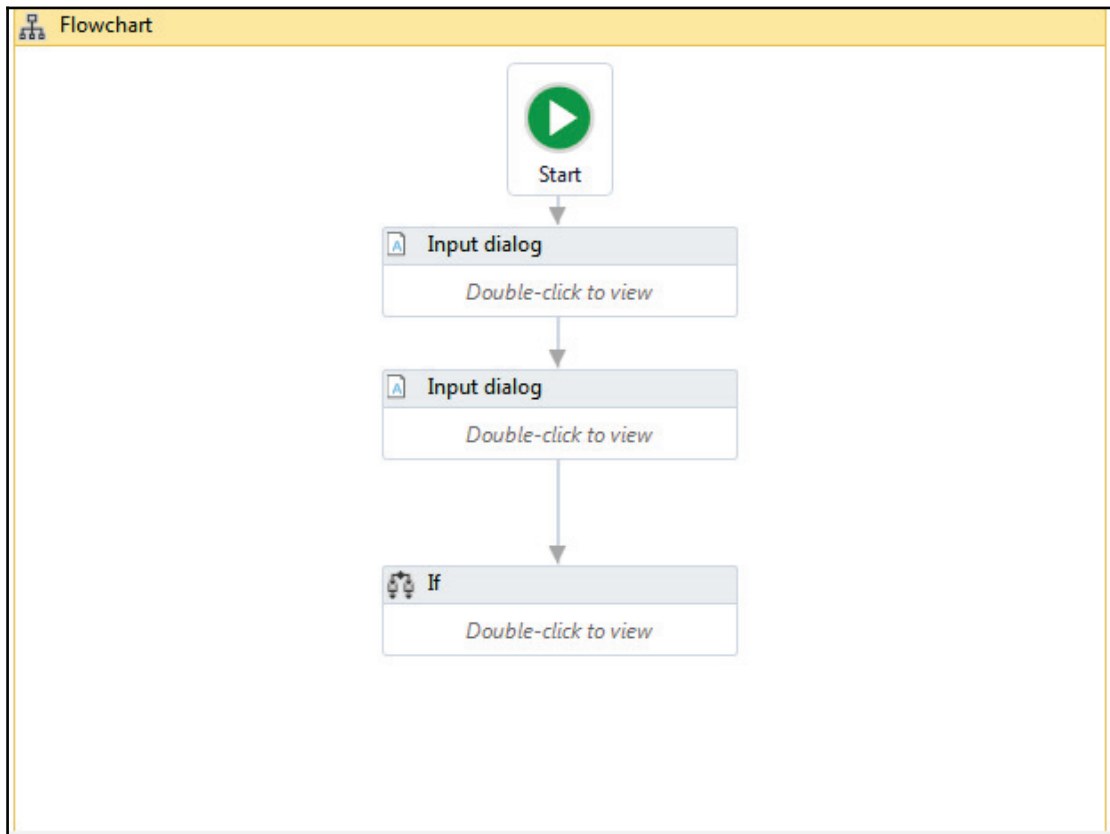 Flowchart
Start
Input dialog
Double-click to view
Input dialog
Double-click to view
If
Double-click to view